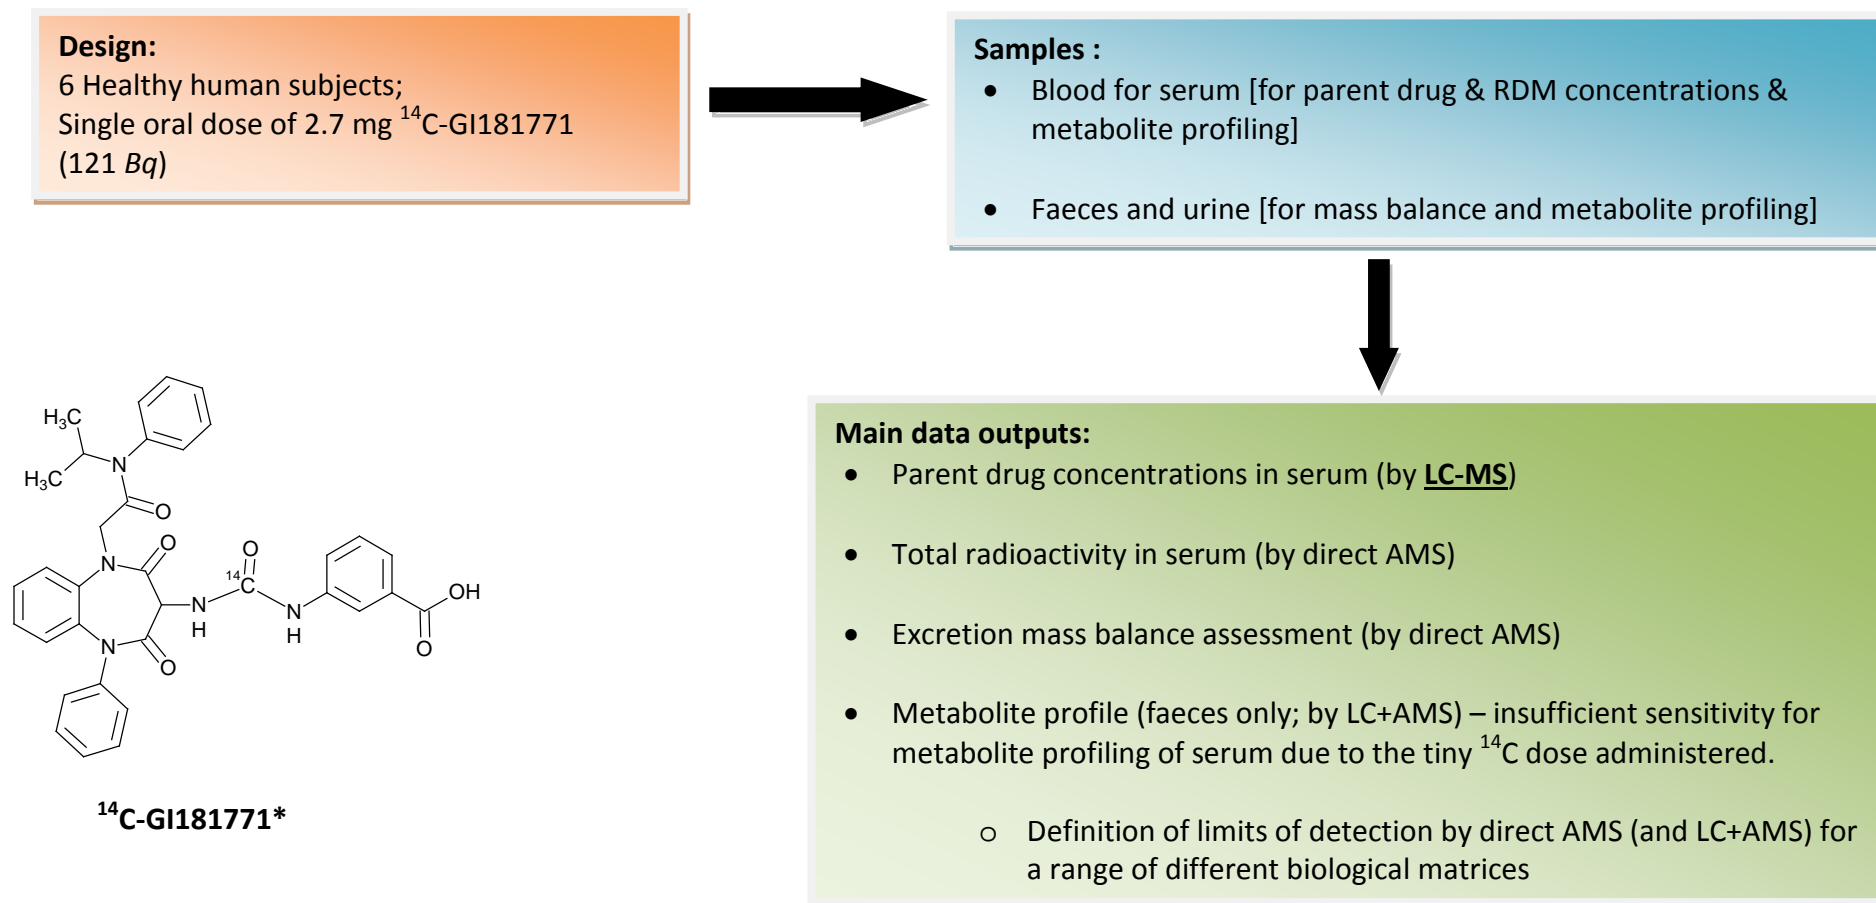 Design:
6 Healthy human subjects;
Single oral dose of 2.7 mg ¹⁴C-GI181771
(121 Bq)
Samples :
• Blood for serum [for parent drug & RDM concentrations &
metabolite profiling]
• Faeces and urine [for mass balance and metabolite profiling]
Main data outputs:
• Parent drug concentrations in serum (by LC-MS)
• Total radioactivity in serum (by direct AMS)
• Excretion mass balance assessment (by direct AMS)
• Metabolite profile (faeces only; by LC+AMS) – insufficient sensitivity for
metabolite profiling of serum due to the tiny ¹⁴C dose administered.
o Definition of limits of detection by direct AMS (and LC+AMS) for
a range of different biological matrices
H₃C
N
H₃C
O
N
O
O
¹⁴C
N
H
N
H
OH
O
N
O
¹⁴C-GI181771*